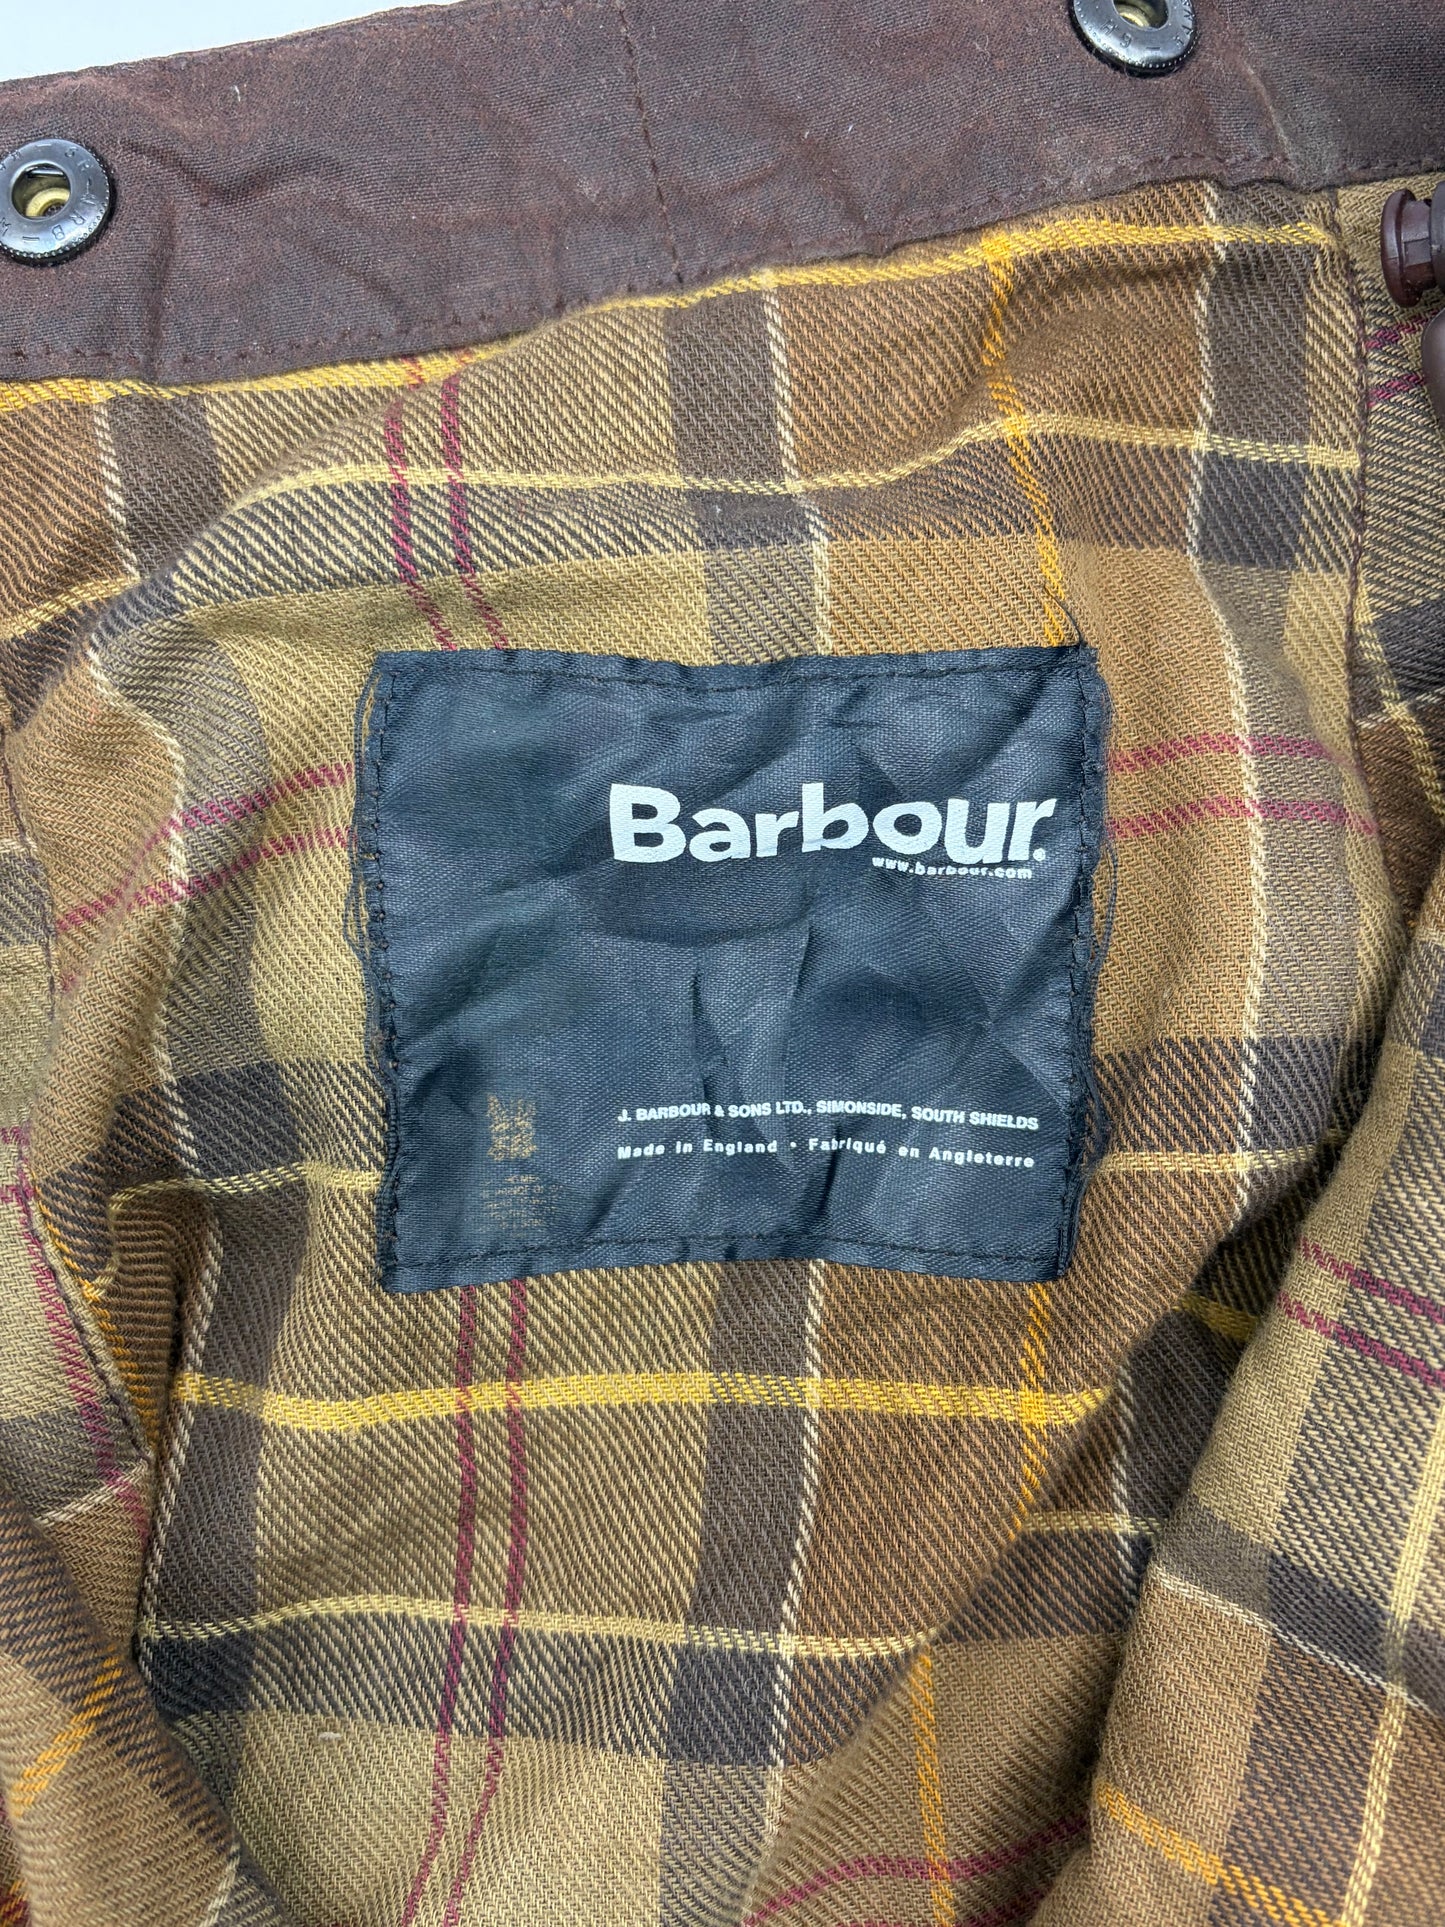 Barbour®
www.barbour.com
J. BARBOUR & SONS LTD., SIMONSIDE, SOUTH SHIELDS
Made in England • Fabriqué en Angleterre